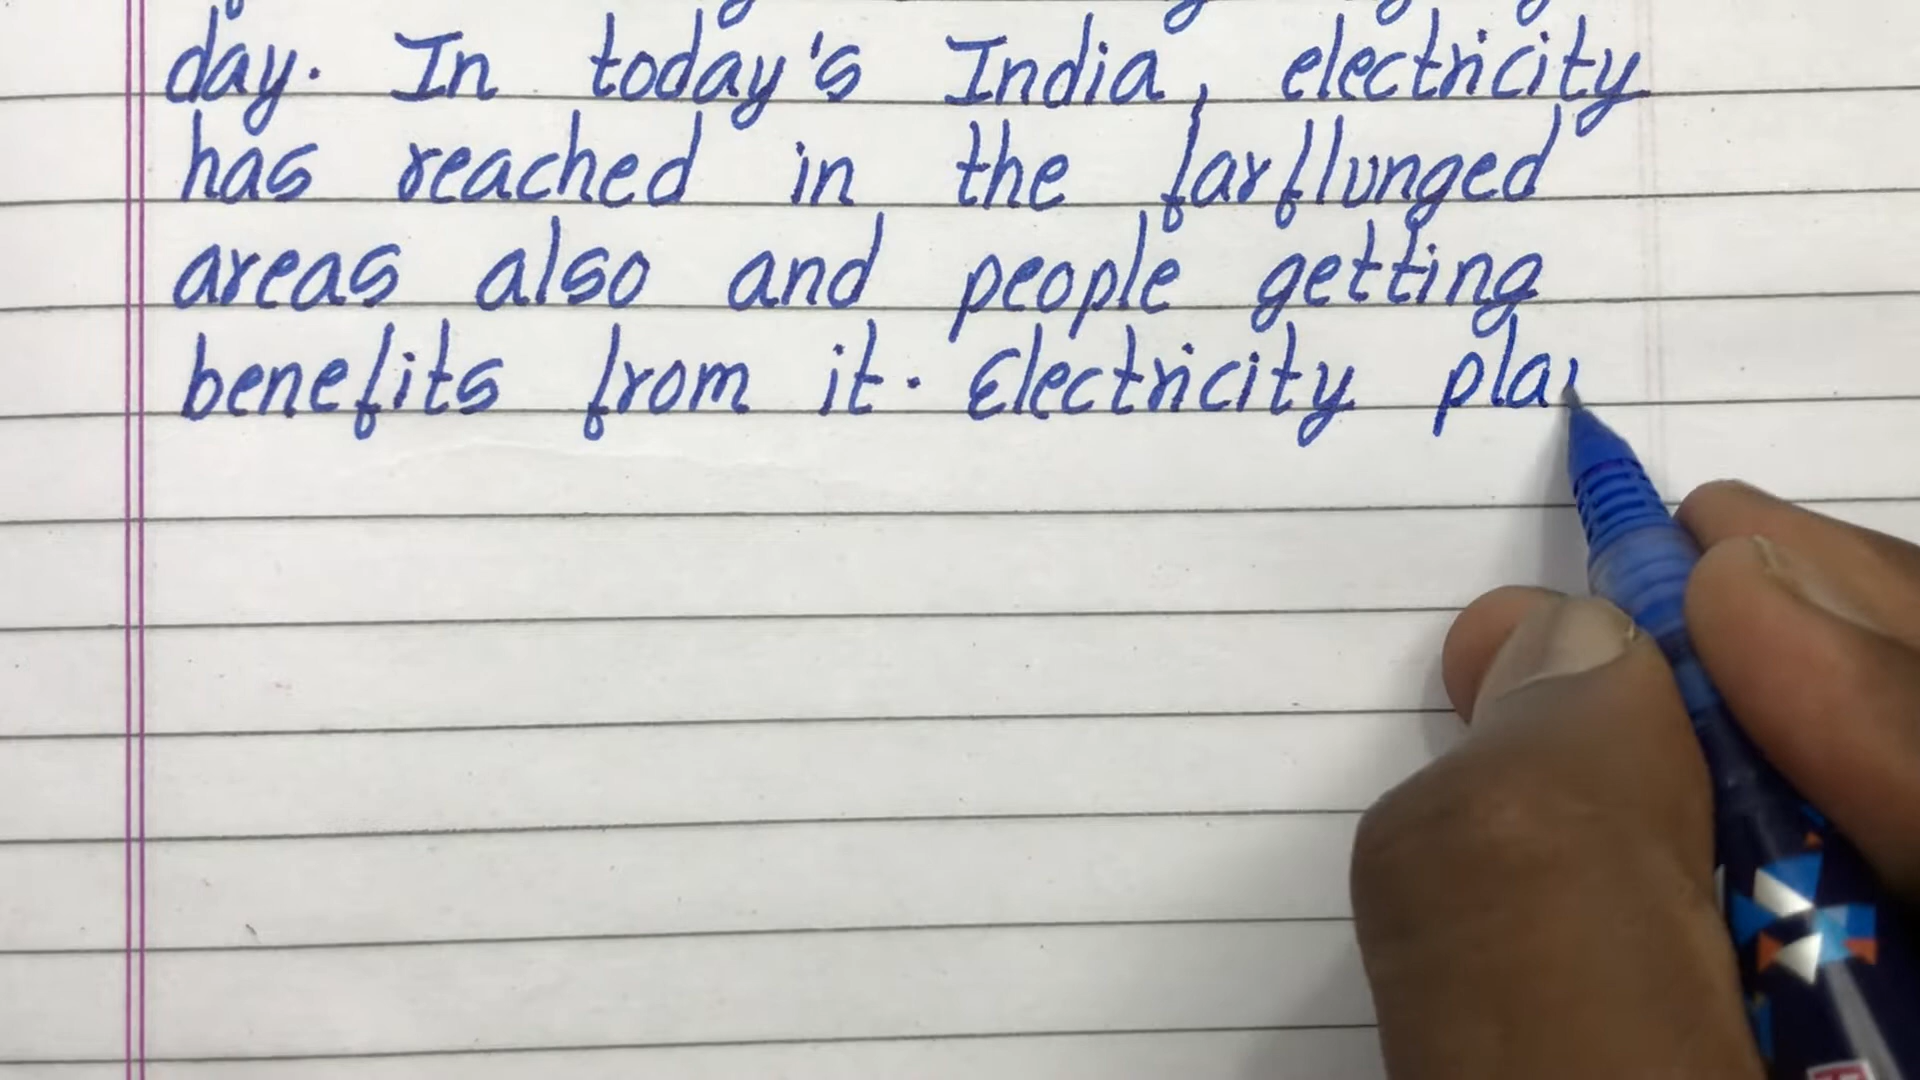 day. In today's India, electricity
has reached in the farflunged
areas also and people getting
benefits from it. Electricity